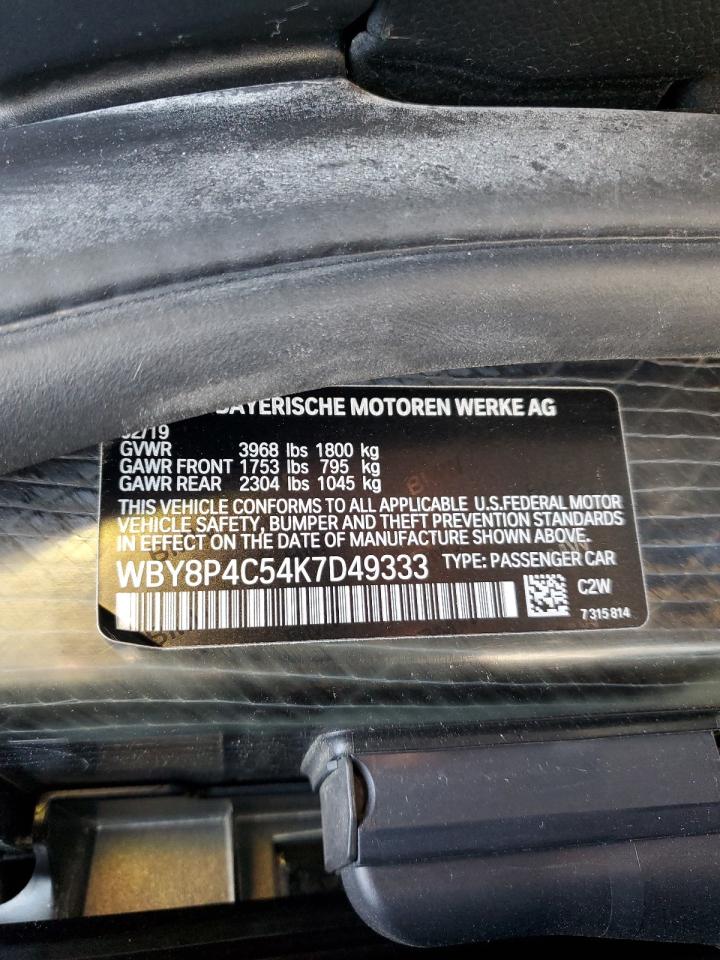 BAYERISCHE MOTOREN WERKE AG
02/19
GVWR 3968 lbs 1800 kg
GAWR FRONT 1753 lbs 795 kg
GAWR REAR 2304 lbs 1045 kg
THIS VEHICLE CONFORMS TO ALL APPLICABLE U.S.FEDERAL MOTOR
VEHICLE SAFETY, BUMPER AND THEFT PREVENTION STANDARDS
IN EFFECT ON THE DATE OF MANUFACTURE SHOWN ABOVE.
WBY8P4C54K7D49333 TYPE: PASSENGER CAR
C2W
7 315 814